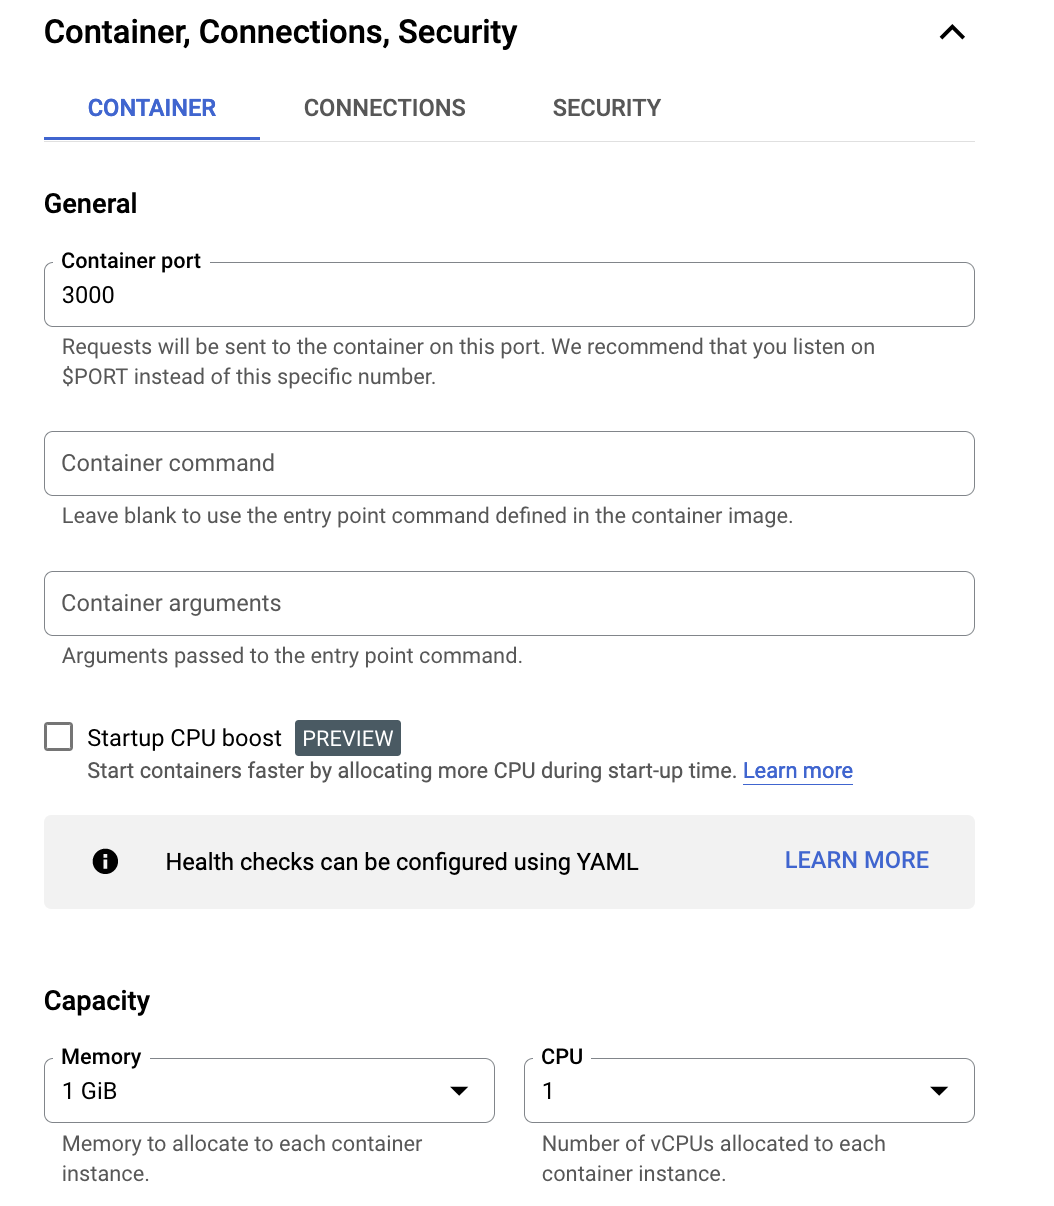 Container, Connections, Security
CONTAINER CONNECTIONS SECURITY
General
Container port
3000
Requests will be sent to the container on this port. We recommend that you listen on
$PORT instead of this specific number.
Container command
Leave blank to use the entry point command defined in the container image.
Container arguments
Arguments passed to the entry point command.
Startup CPU boost PREVIEW
Start containers faster by allocating more CPU during start-up time. Learn more
Health checks can be configured using YAML LEARN MORE
Capacity
Memory
1 GiB
Memory to allocate to each container
instance.
CPU
1
Number of vCPUs allocated to each
container instance.